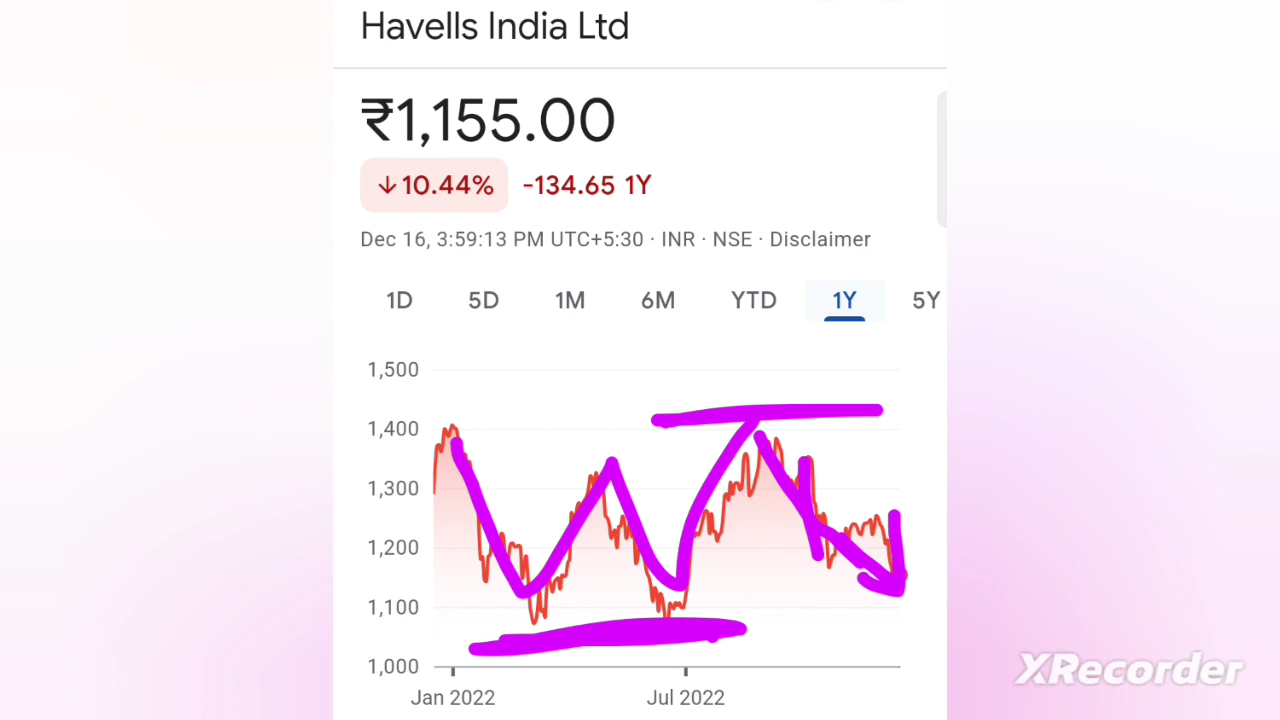 Havells India Ltd
₹1,155.00
↓10.44% -134.65 1Y
Dec 16, 3:59:13 PM UTC+5:30 · INR · NSE · Disclaimer
1D 5D 1M 6M YTD 1Y 5Y
1,500
1,400
1,300
1,200
1,100
1,000
Jan 2022 Jul 2022
XRecorder